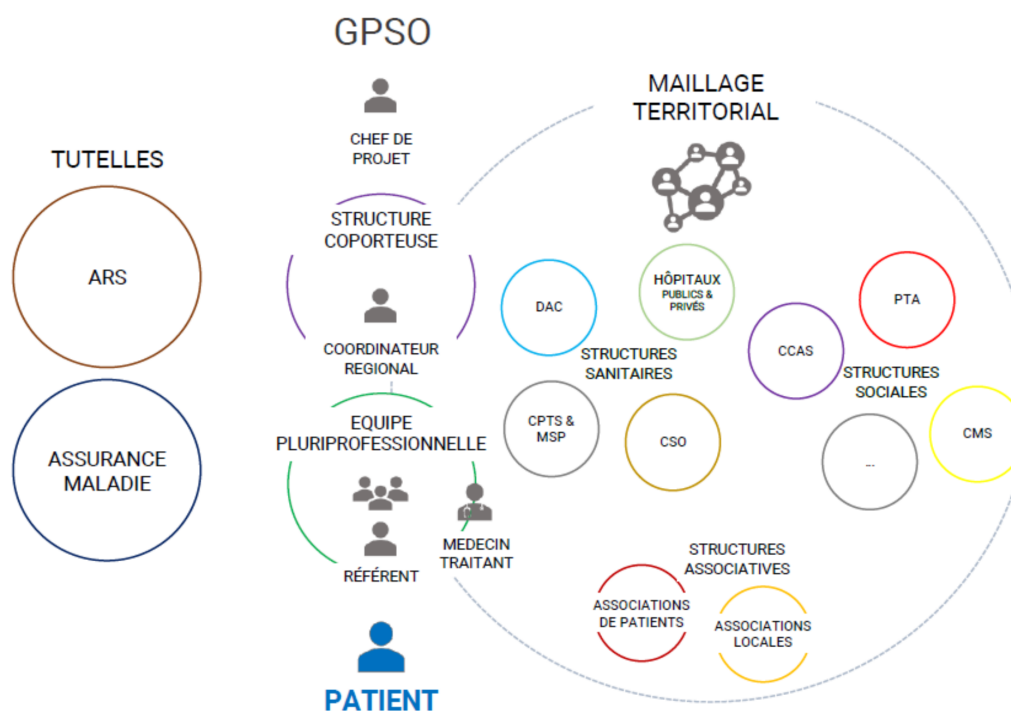 GPSO
CHEF DE
PROJET
TUTELLES
ARS
ASSURANCE
MALADIE
STRUCTURE
COPORTEUSE
COORDINATEUR
REGIONAL
EQUIPE
PLURIPROFESSIONNELLE
RÉFÉRENT
MEDECIN
TRAITANT
PATIENT
MAILLAGE
TERRITORIAL
DAC
HÔPITAUX
PUBLICS &
PRIVÉS
STRUCTURES
SANITAIRES
CPTS &
MSP
CSO
PTA
CCAS
STRUCTURES
SOCIALES
...
CMS
STRUCTURES
ASSOCIATIVES
ASSOCIATIONS
DE PATIENTS
ASSOCIATIONS
LOCALES